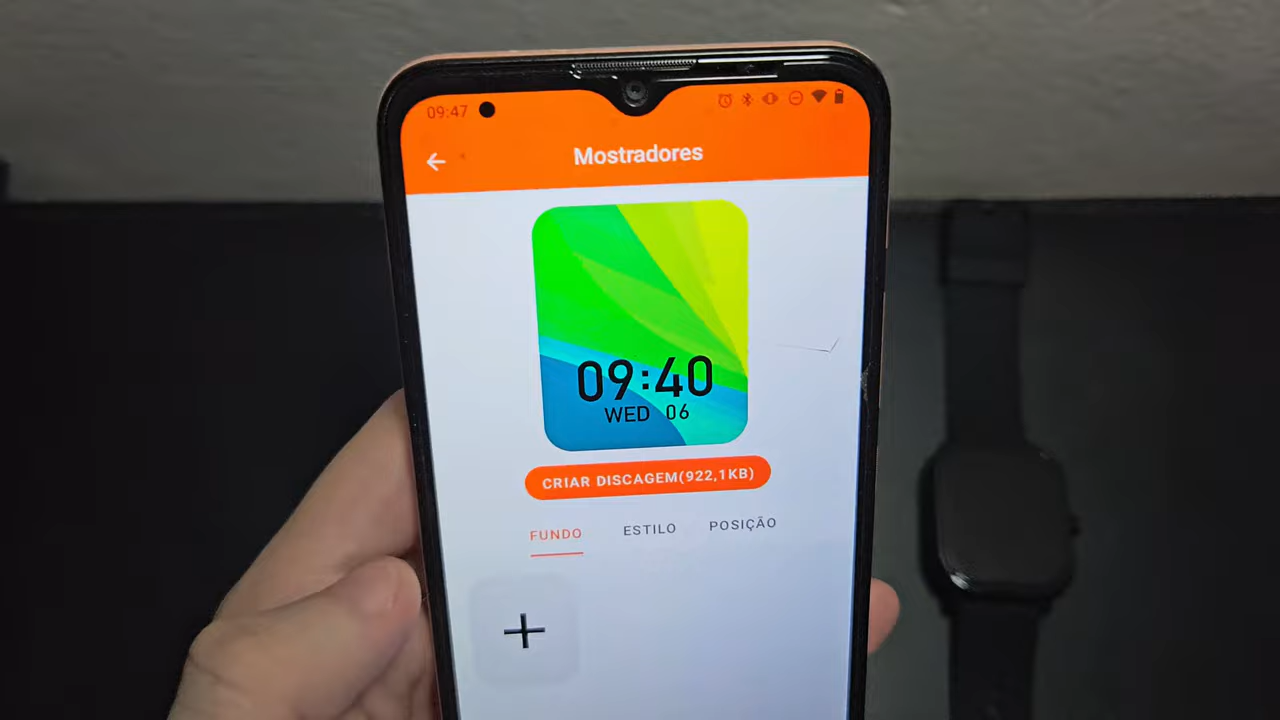 09:47
Mostradores
09:40
WED 06
CRIAR DISCAGEM(922,1KB)
FUNDO ESTILO POSIÇÃO